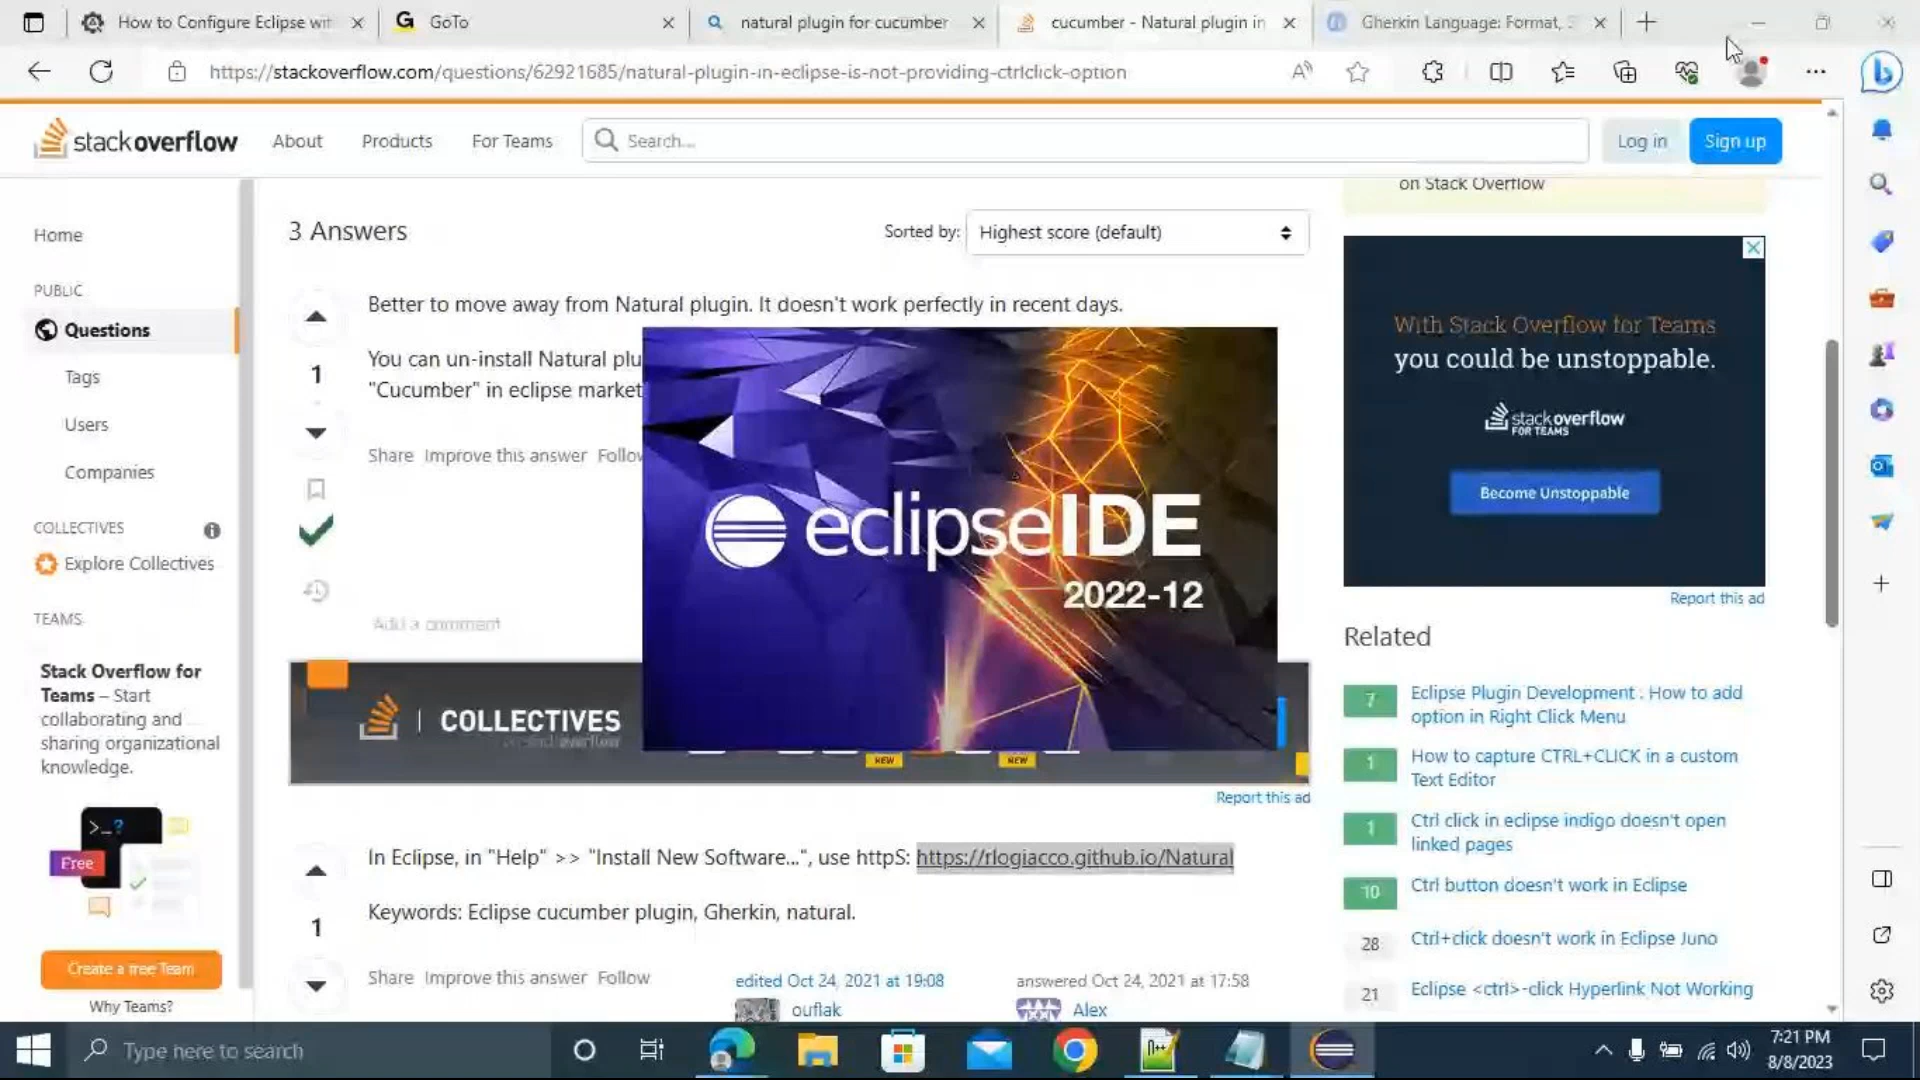 How to Configure Eclipse wit
GoTo
natural plugin for cucumber
cucumber - Natural plugin in
Gherkin Language: Format,
https://stackoverflow.com/questions/62921685/natural-plugin-in-eclipse-is-not-providing-ctrlclick-option
stackoverflow
About
Products
For Teams
Search...
Log in
Sign up
on Stack Overflow
Home
PUBLIC
Questions
Tags
Users
Companies
COLLECTIVES
Explore Collectives
TEAMS
Stack Overflow for
Teams – Start
collaborating and
sharing organizational
knowledge.
>_?
Free
Create a free Team
Why Teams?
3 Answers
Sorted by:
Highest score (default)
Better to move away from Natural plugin. It doesn't work perfectly in recent days.
1
You can un-install Natural plu
"Cucumber" in eclipse market
Share Improve this answer Follow
Add a comment
eclipseIDE
2022-12
COLLECTIVES
NEW
NEW
Report this ad
In Eclipse, in "Help" >> "Install New Software...", use httpS: https://rlogiacco.github.io/Natural
1
Keywords: Eclipse cucumber plugin, Gherkin, natural.
Share Improve this answer Follow
edited Oct 24, 2021 at 19:08
ouflak
answered Oct 24, 2021 at 17:58
Alex
With Stack Overflow for Teams
you could be unstoppable.
stackoverflow
FOR TEAMS
Become Unstoppable
Report this ad
Related
7
Eclipse Plugin Development . How to add
option in Right Click Menu
1
How to capture CTRL+CLICK in a custom
Text Editor
1
Ctrl click in eclipse indigo doesn't open
linked pages
10
Ctrl button doesn't work in Eclipse
28
Ctrl+click doesn't work in Eclipse Juno
21
Eclipse <ctrl>-click Hyperlink Not Working
Type here to search
7:21 PM
8/8/2023